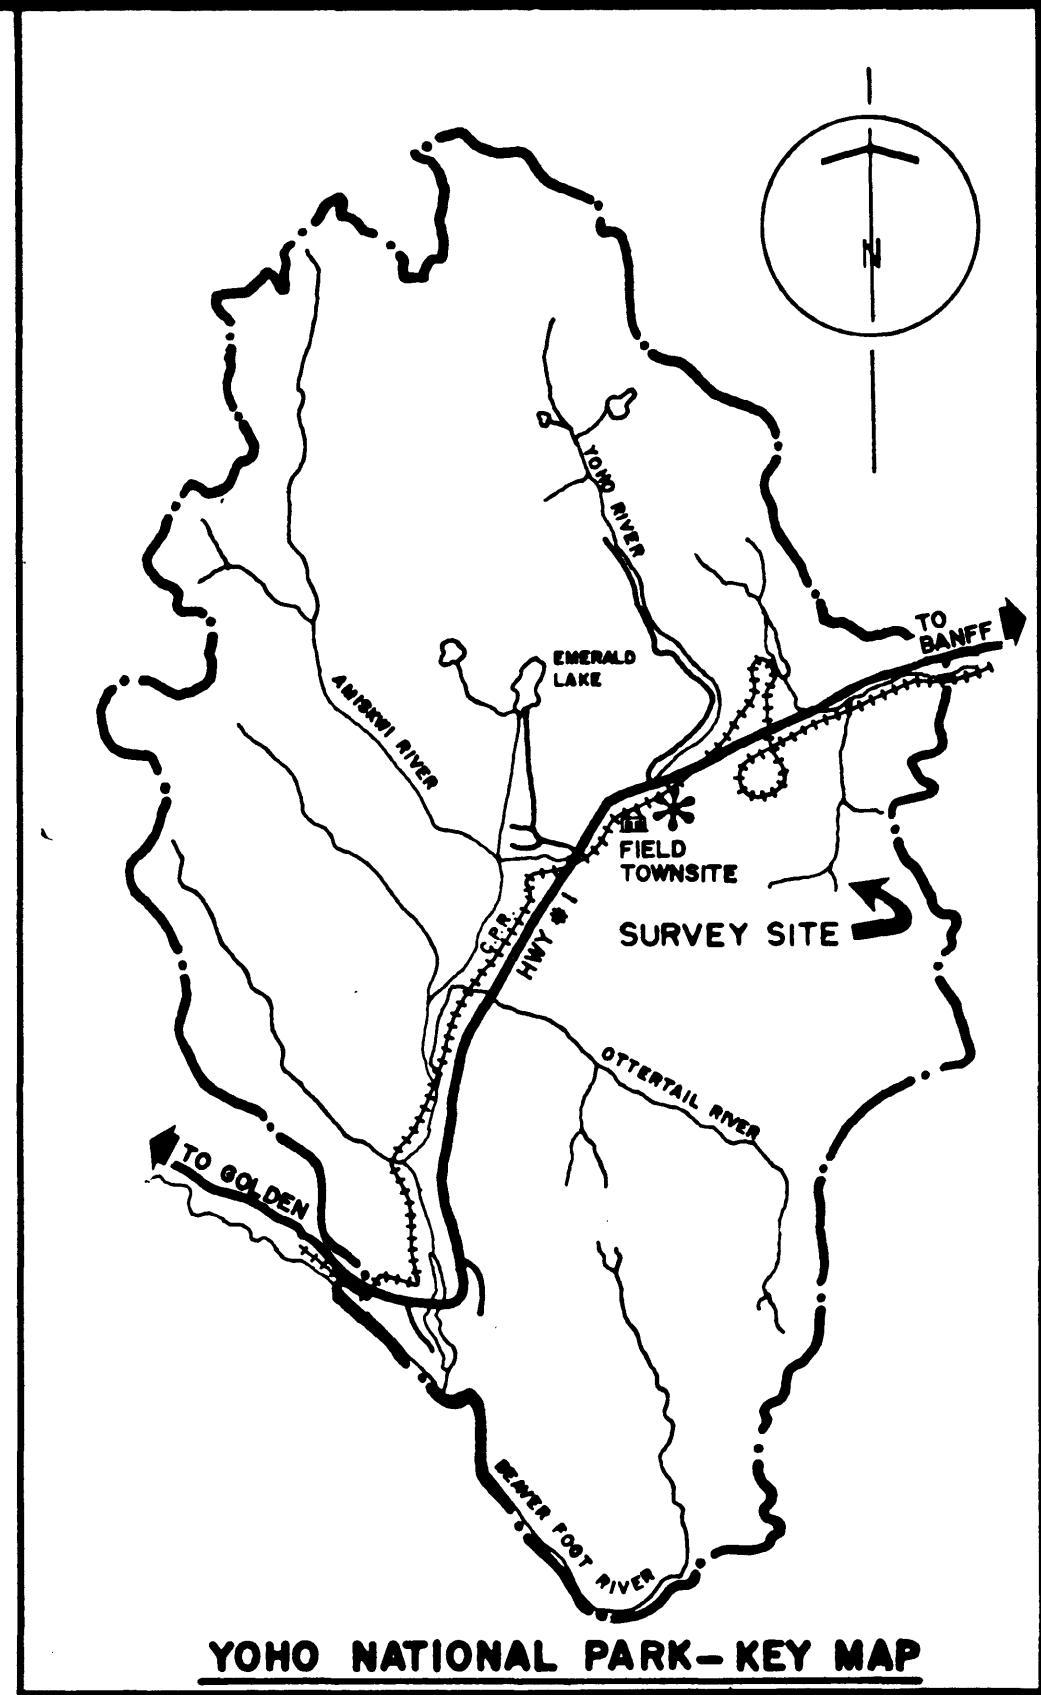 N
YOHO RIVER
TO
BANFF
EMERALD
LAKE
AMISKWI RIVER
FIELD
TOWNSITE
SURVEY SITE
C.P.R.
HWY #1
OTTERTAIL RIVER
TO GOLDEN
BEAVER FOOT RIVER
YOHO NATIONAL PARK-KEY MAP